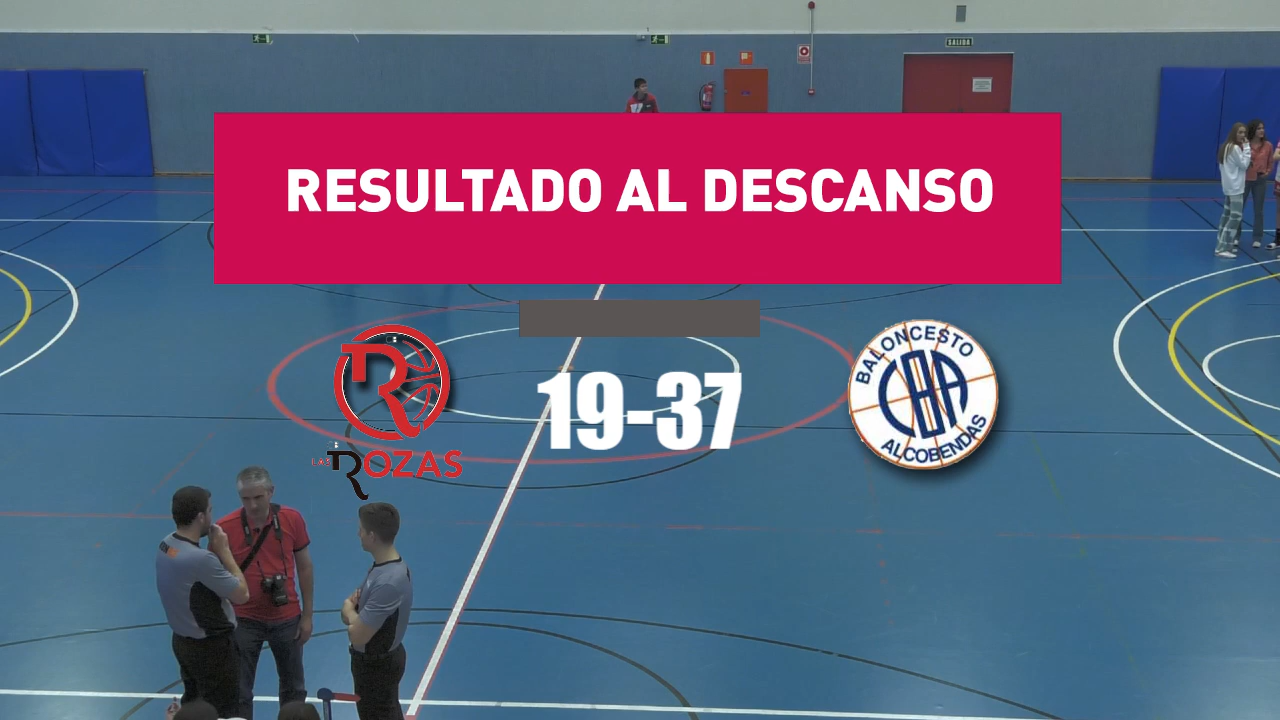 SALIDA
RESULTADO AL DESCANSO
19-37
LAS ROZAS
BALONCESTO
CBA
ALCOBENDAS